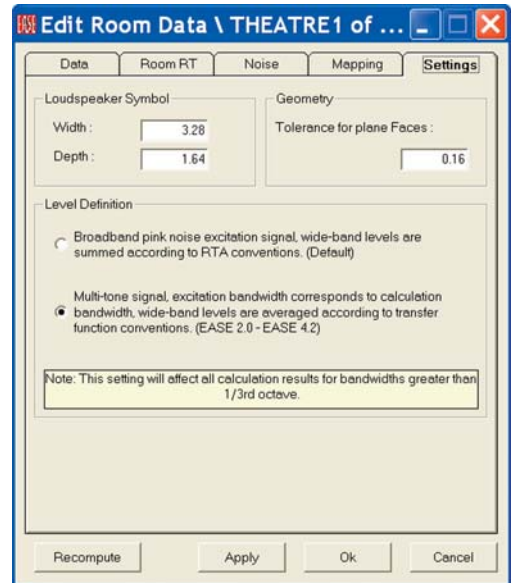 EASE Edit Room Data \ THEATRE1 of ...
Data Room RT Noise Mapping Settings
Loudspeaker Symbol
Width : 3.28
Depth : 1.64
Geometry
Tolerance for plane Faces :
0.16
Level Definition
Broadband pink noise excitation signal, wide-band levels are
summed according to RTA conventions. (Default)
Multi-tone signal, excitation bandwidth corresponds to calculation
bandwidth, wide-band levels are averaged according to transfer
function conventions. (EASE 2.0 - EASE 4.2)
Note: This setting will affect all calculation results for bandwidths greater than
1/3rd octave.
Recompute Apply Ok Cancel